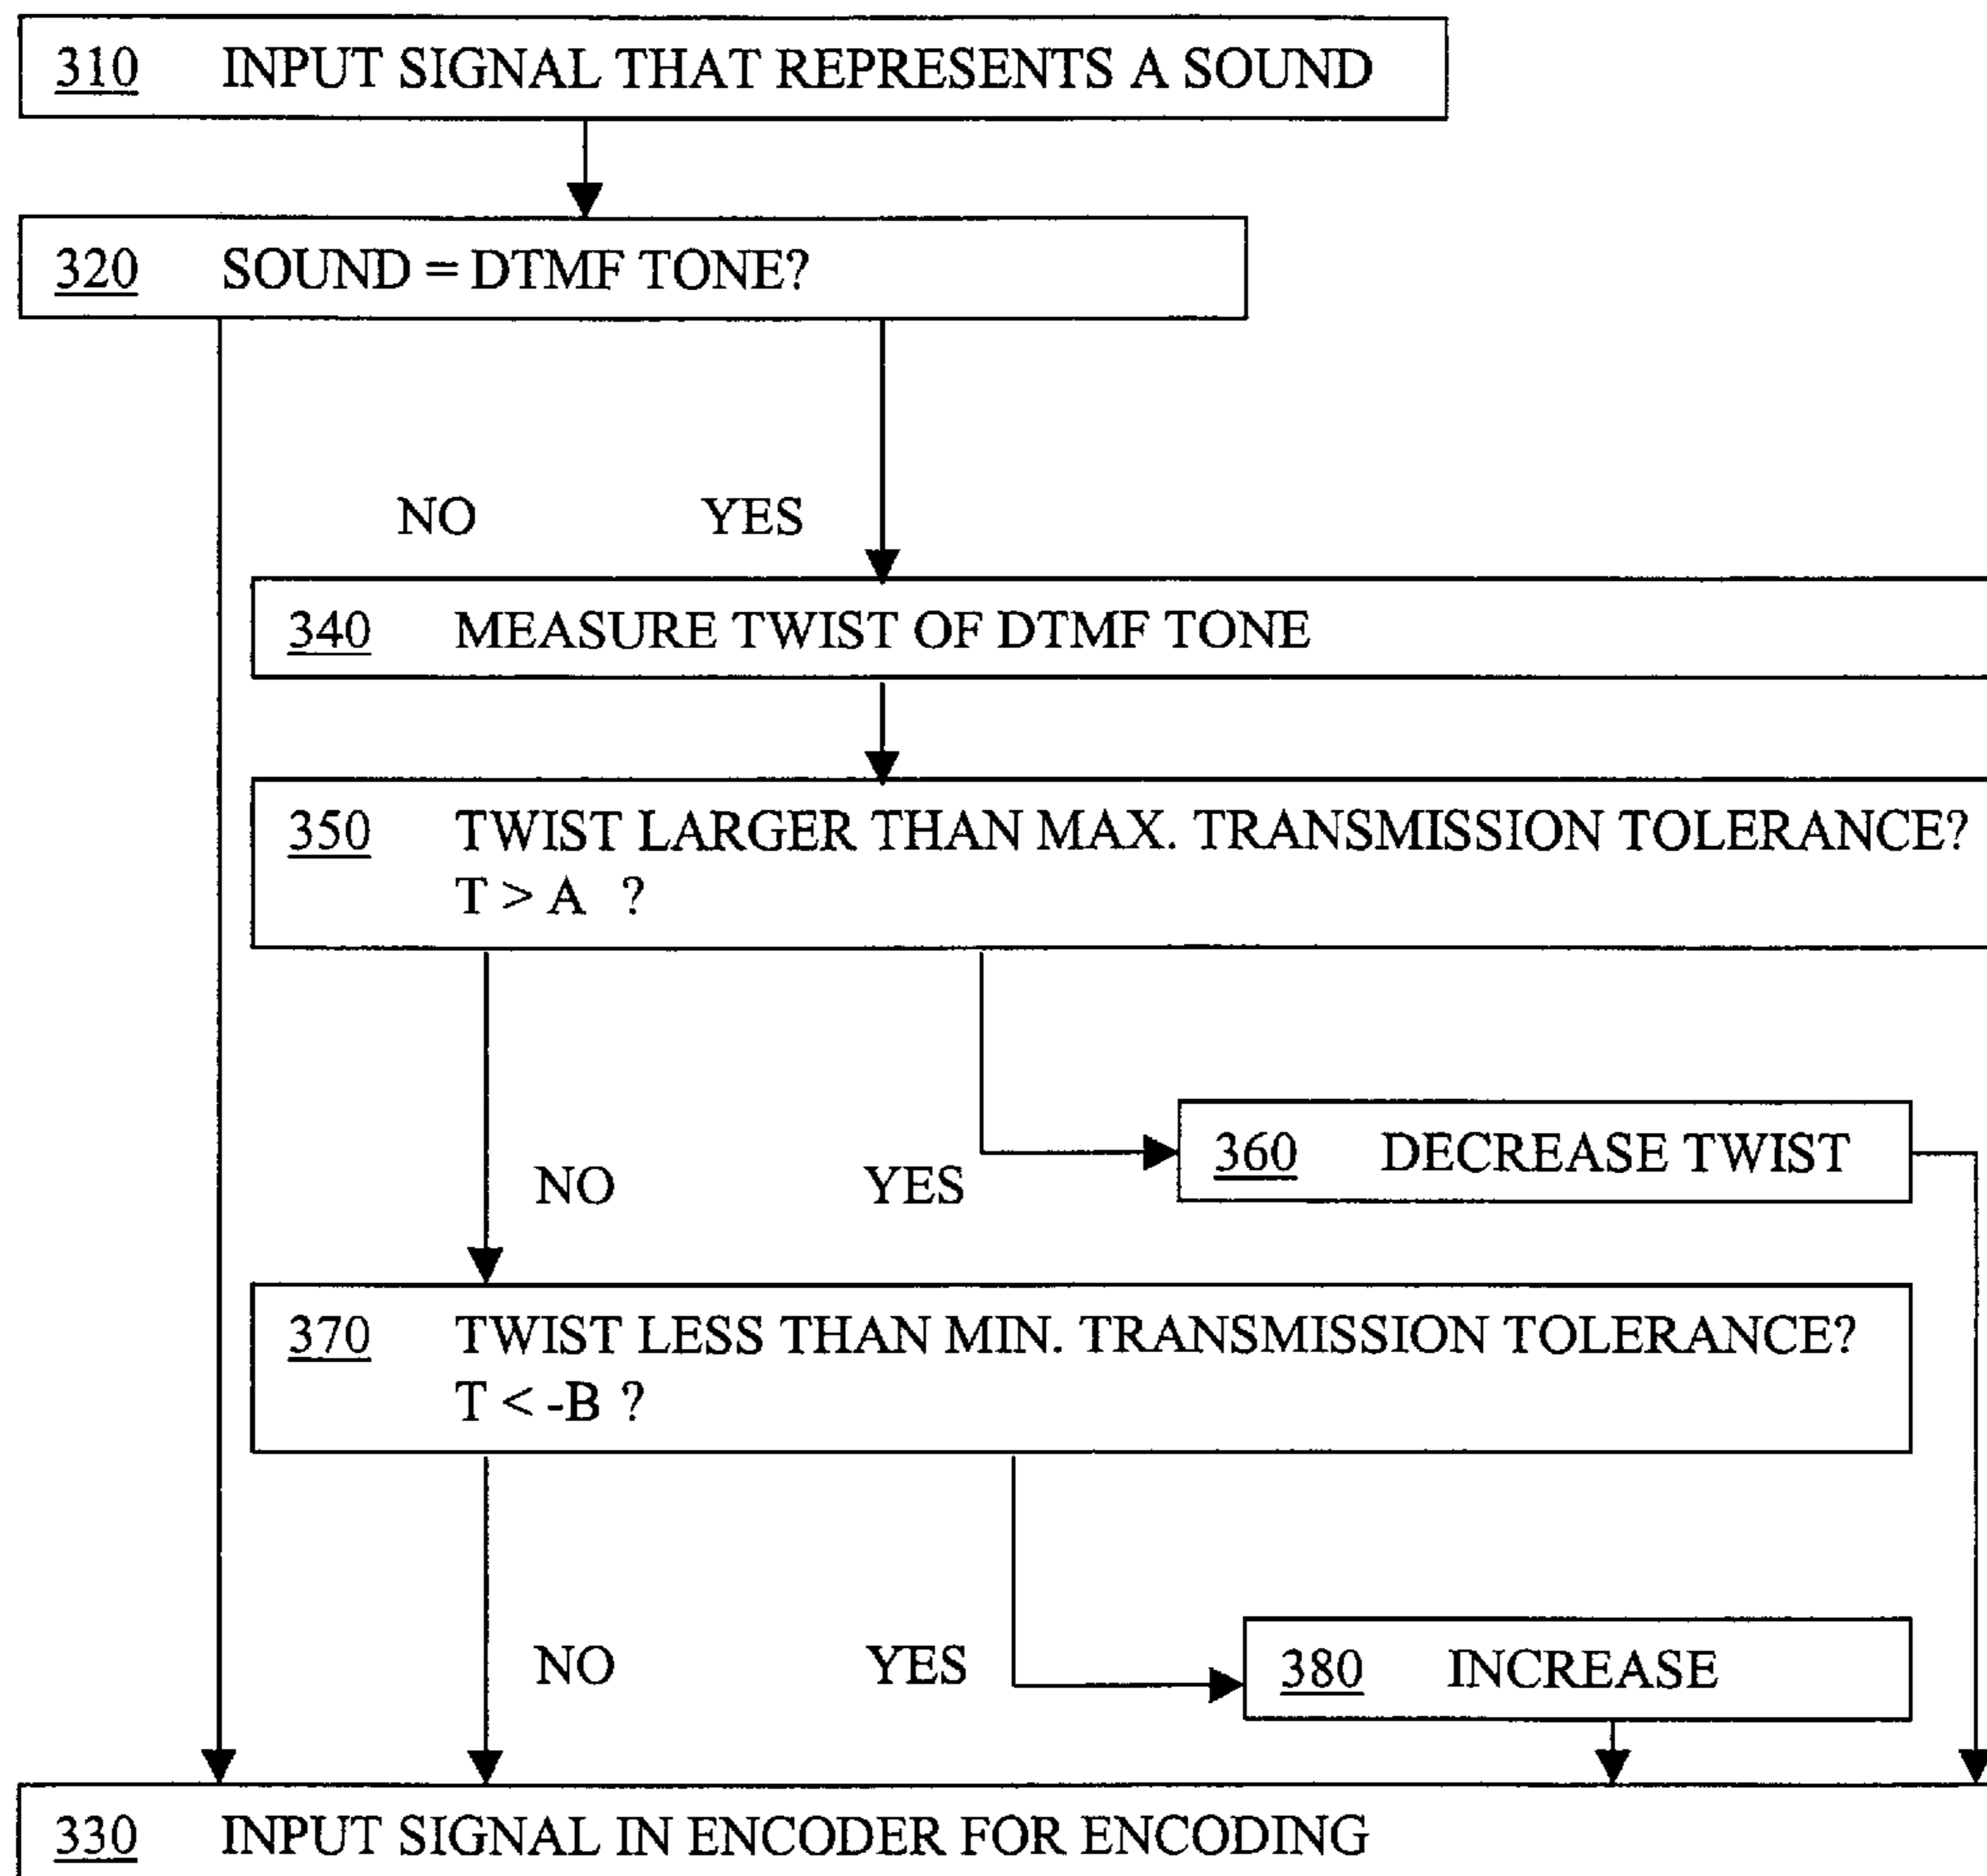 310 INPUT SIGNAL THAT REPRESENTS A SOUND
320 SOUND = DTMF TONE?
NO YES
340 MEASURE TWIST OF DTMF TONE
350 TWIST LARGER THAN MAX. TRANSMISSION TOLERANCE?
T > A ?
360 DECREASE TWIST
NO YES
370 TWIST LESS THAN MIN. TRANSMISSION TOLERANCE?
T < -B ?
NO YES
380 INCREASE
330 INPUT SIGNAL IN ENCODER FOR ENCODING